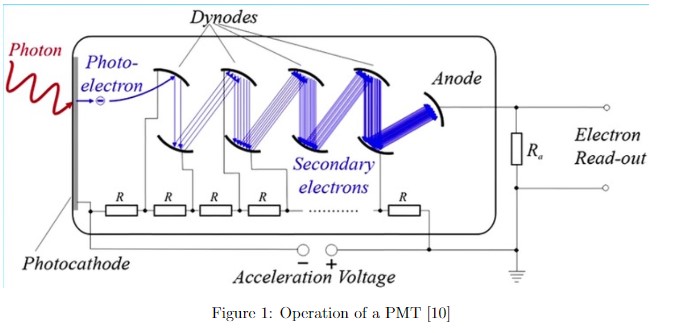 Dynodes
Photon
Photo-
electron
Anode
Secondary
electrons
R
R
R
R
R
Rₐ
Electron
Read-out
Photocathode
− +
Acceleration Voltage
Figure 1: Operation of a PMT [10]